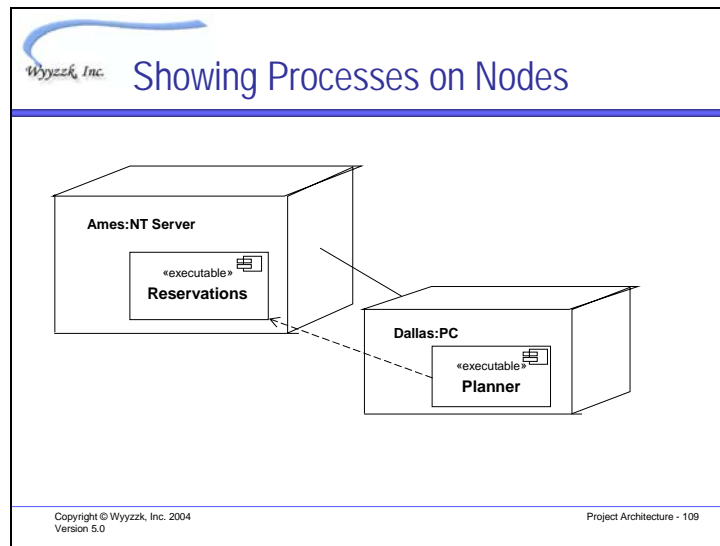 Wyyzzk, Inc.
Showing Processes on Nodes
Ames:NT Server
«executable»
Reservations
Dallas:PC
«executable»
Planner
Copyright © Wyyzzk, Inc. 2004
Version 5.0
Project Architecture - 109